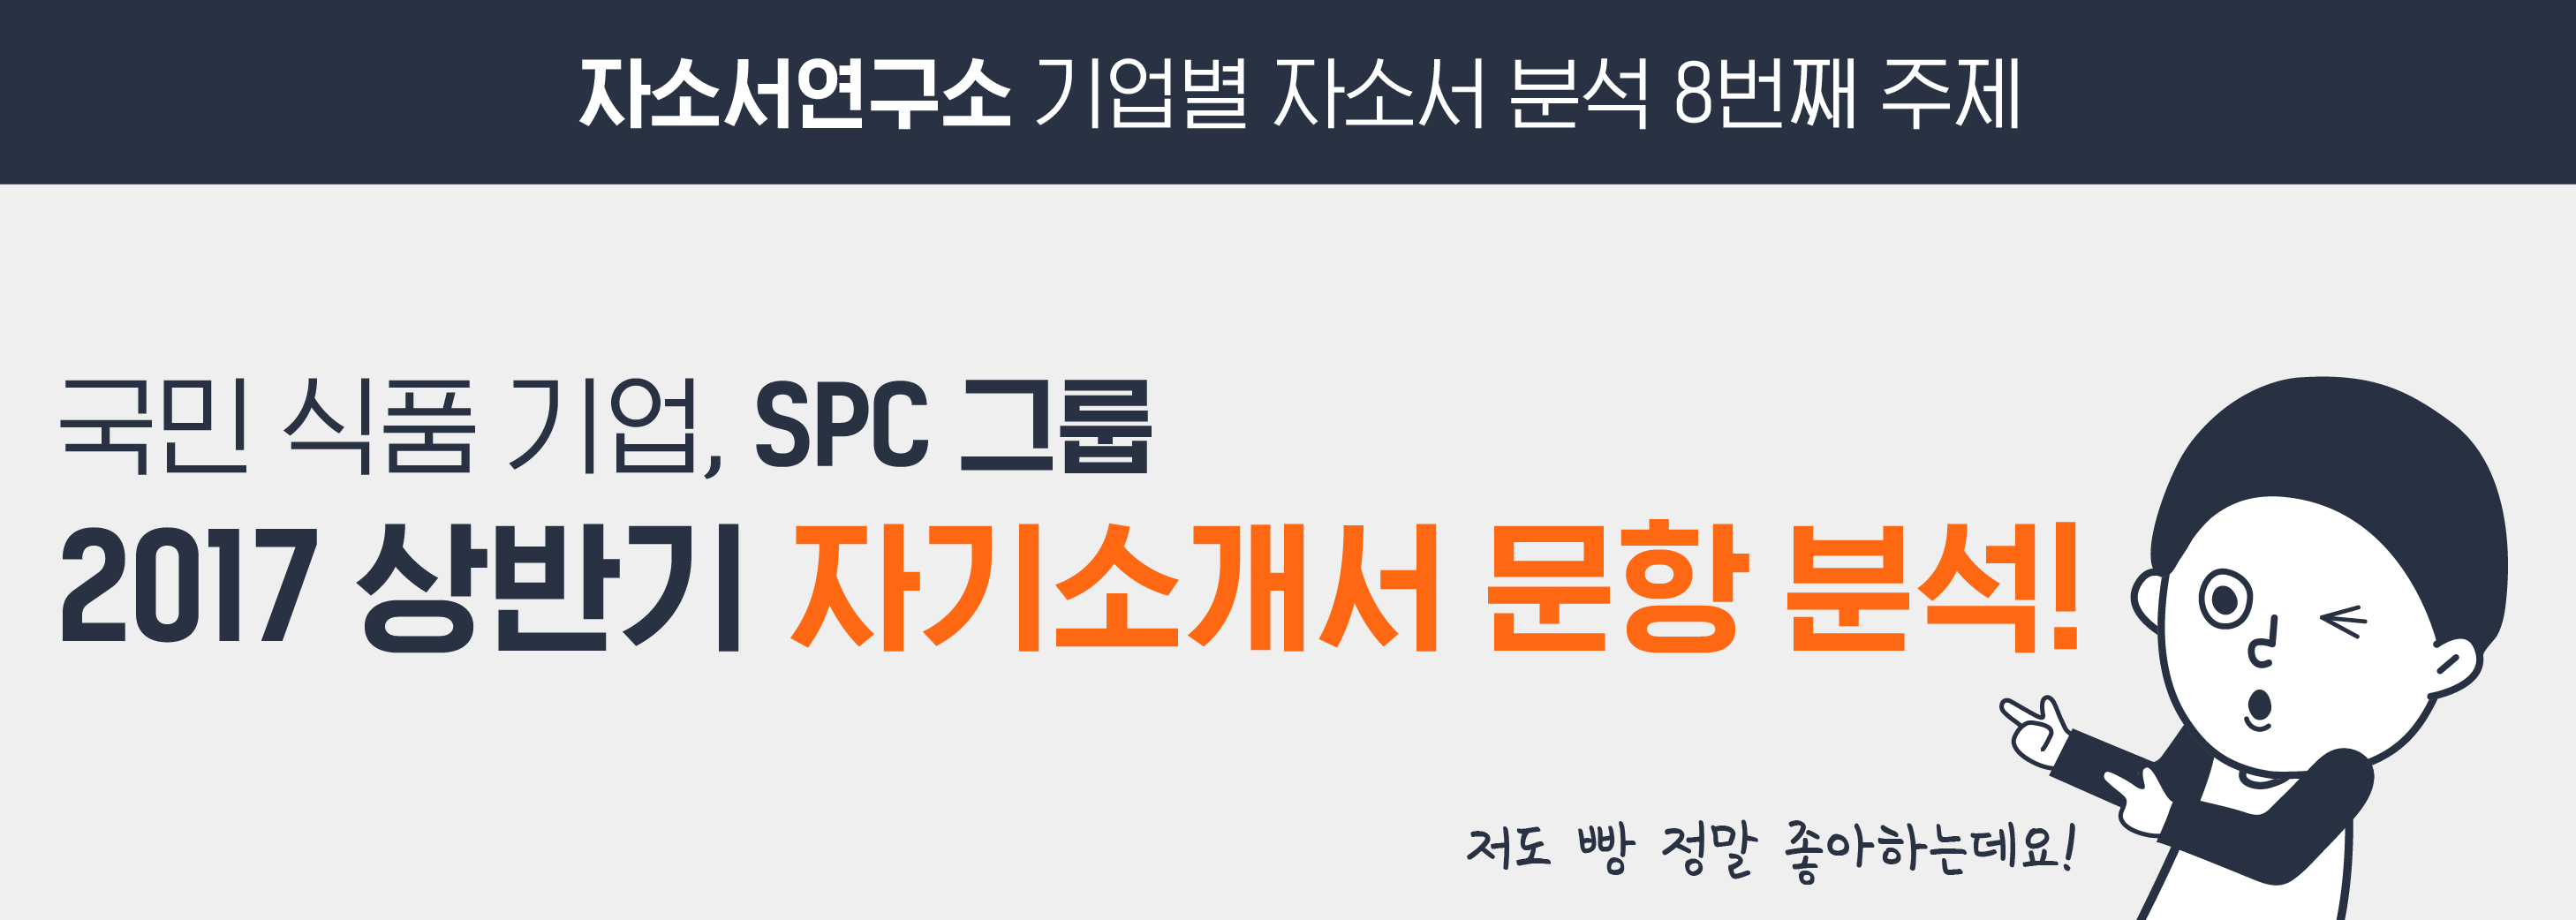 자소서연구소 기업별 자소서 분석 8번째 주제
국민 식품 기업, SPC 그룹
2017 상반기 자기소개서 문항 분석!
저도 빵 정말 좋아하는데요!